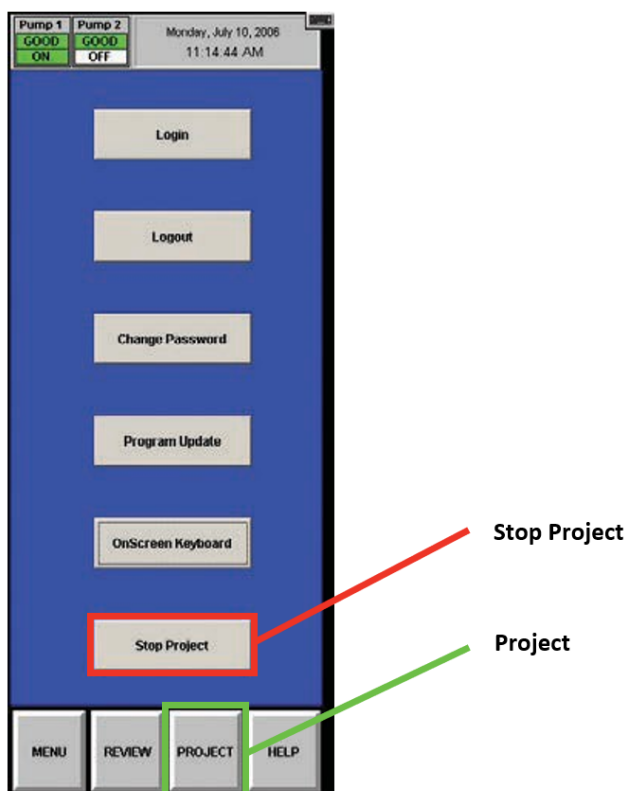 Pump 1 Pump 2
GOOD GOOD
ON OFF
Monday, July 10, 2006
11:14:44 AM
Login
Logout
Change Password
Program Update
OnScreen Keyboard
Stop Project
Stop Project
Project
MENU REVIEW PROJECT HELP